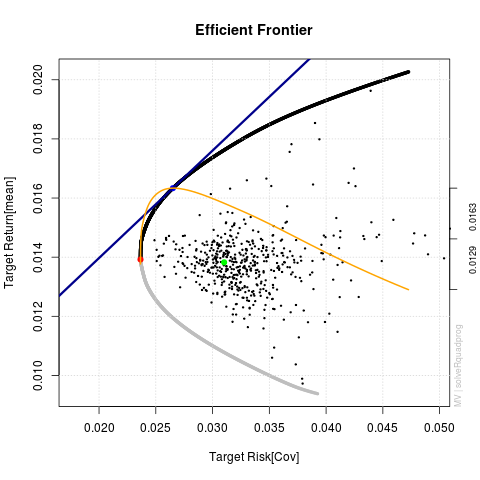 Efficient Frontier
Target Return[mean]
0.020
0.018
0.016
0.014
0.012
0.010
0.0163
0.0129
MV | solveRquadprog
0.020 0.025 0.030 0.035 0.040 0.045 0.050
Target Risk[Cov]